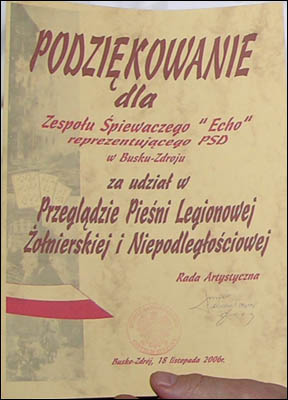 PODZIĘKOWANIE
dla
Zespołu Śpiewaczego "Echo"
reprezentującego PSD
w Busku-Zdroju
za udział w
Przeglądzie Pieśni Legionowej
Żołnierskiej i Niepodległościowej
Rada Artystyczna
Busko-Zdrój, 18 listopada 2006r.